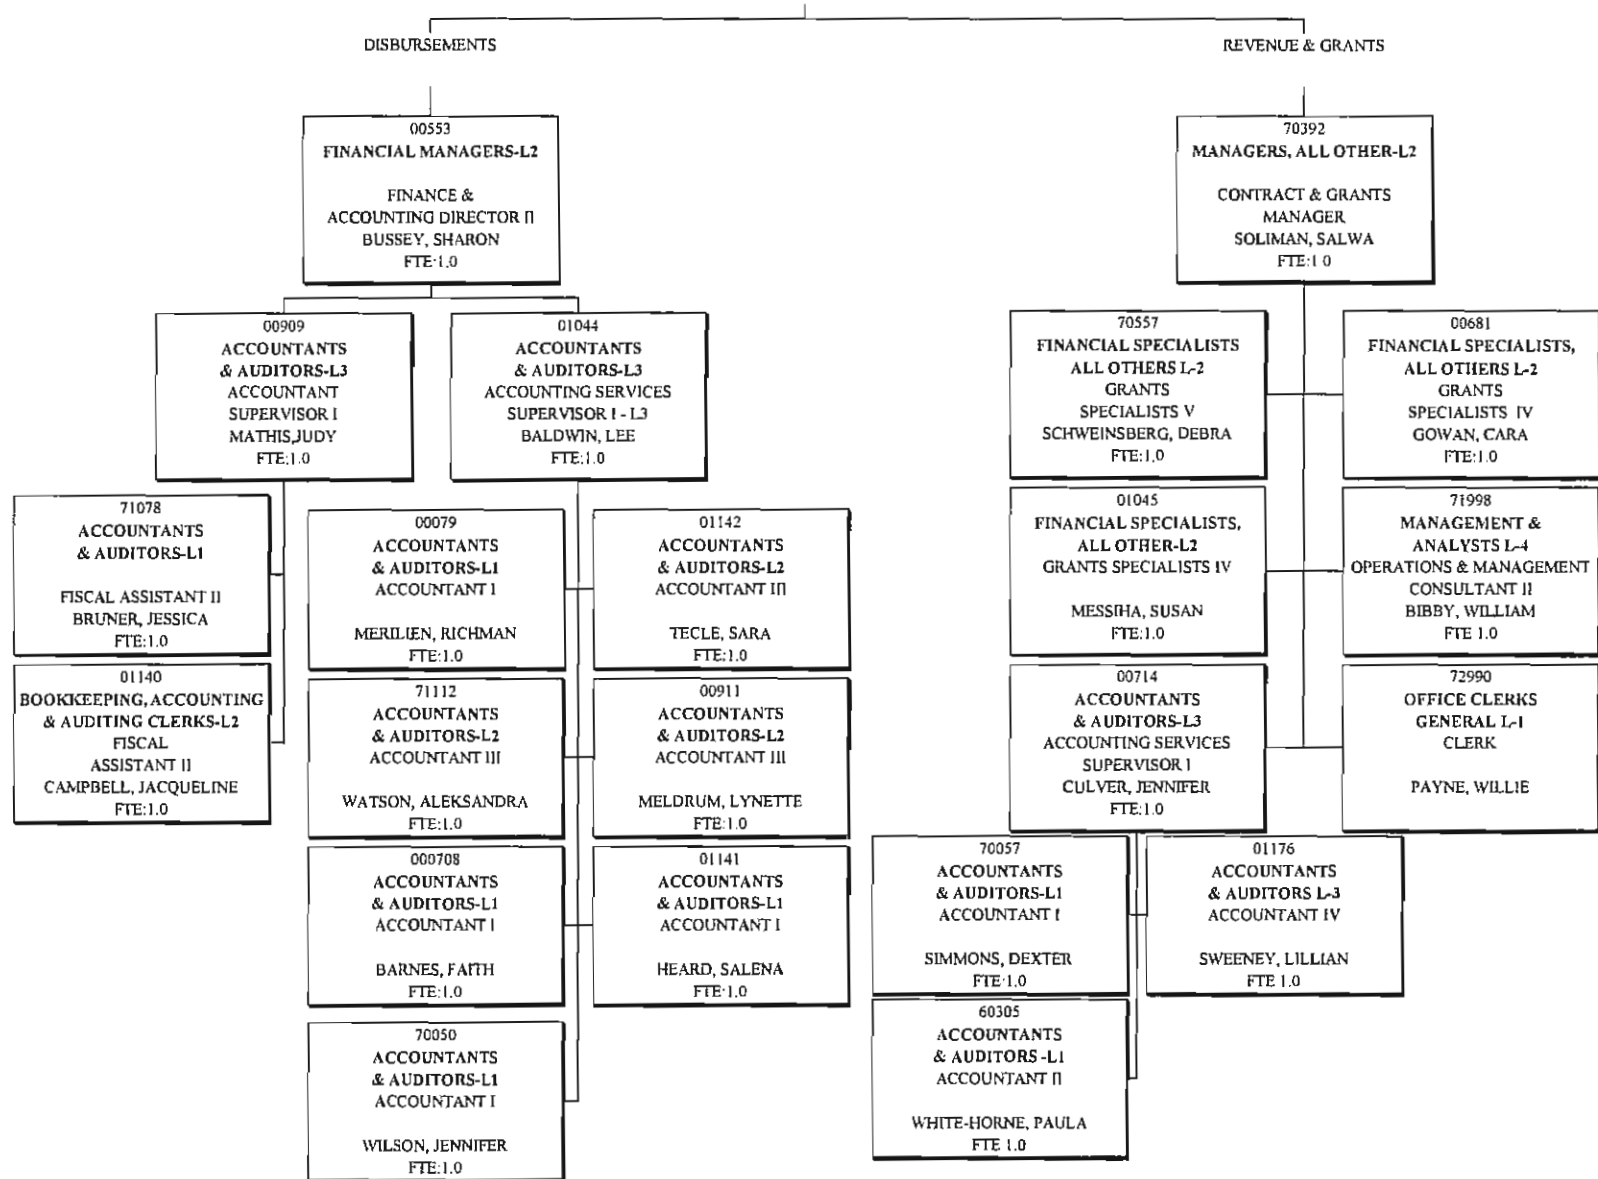 DISBURSEMENTS
REVENUE & GRANTS
00553
FINANCIAL MANAGERS-L2
FINANCE &
ACCOUNTING DIRECTOR II
BUSSEY, SHARON
FTE:1.0
70392
MANAGERS, ALL OTHER-L2
CONTRACT & GRANTS
MANAGER
SOLIMAN, SALWA
FTE:1 0
00909
ACCOUNTANTS
& AUDITORS-L3
ACCOUNTANT
SUPERVISOR I
MATHIS,JUDY
FTE:1.0
01044
ACCOUNTANTS
& AUDITORS-L3
ACCOUNTING SERVICES
SUPERVISOR I - L3
BALDWIN, LEE
FTE:1.0
70557
FINANCIAL SPECIALISTS
ALL OTHERS L-2
GRANTS
SPECIALISTS V
SCHWEINSBERG, DEBRA
FTE:1.0
00681
FINANCIAL SPECIALISTS,
ALL OTHERS L-2
GRANTS
SPECIALISTS IV
GOWAN, CARA
FTE:1.0
71078
ACCOUNTANTS
& AUDITORS-L1
FISCAL ASSISTANT II
BRUNER, JESSICA
FTE:1.0
01140
BOOKKEEPING, ACCOUNTING
& AUDITING CLERKS-L2
FISCAL
ASSISTANT II
CAMPBELL, JACQUELINE
FTE:1.0
00079
ACCOUNTANTS
& AUDITORS-L1
ACCOUNTANT I
MERILIEN, RICHMAN
FTE:1.0
01142
ACCOUNTANTS
& AUDITORS-L2
ACCOUNTANT III
TECLE, SARA
FTE:1.0
71112
ACCOUNTANTS
& AUDITORS-L2
ACCOUNTANT III
WATSON, ALEKSANDRA
FTE:1.0
00911
ACCOUNTANTS
& AUDITORS-L2
ACCOUNTANT III
MELDRUM, LYNETTE
FTE:1.0
000708
ACCOUNTANTS
& AUDITORS-L1
ACCOUNTANT I
BARNES, FAITH
FTE:1.0
01141
ACCOUNTANTS
& AUDITORS-L1
ACCOUNTANT I
HEARD, SALENA
FTE:1.0
70050
ACCOUNTANTS
& AUDITORS-L1
ACCOUNTANT I
WILSON, JENNIFER
FTE:1.0
01045
FINANCIAL SPECIALISTS,
ALL OTHER-L2
GRANTS SPECIALISTS IV
MESSIHA, SUSAN
FTE:1.0
71998
MANAGEMENT &
ANALYSTS L-4
OPERATIONS & MANAGEMENT
CONSULTANT II
BIBBY, WILLIAM
FTE 1.0
00714
ACCOUNTANTS
& AUDITORS-L3
ACCOUNTING SERVICES
SUPERVISOR I
CULVER, JENNIFER
FTE:1.0
72990
OFFICE CLERKS
GENERAL L-1
CLERK
PAYNE, WILLIE
70057
ACCOUNTANTS
& AUDITORS-L1
ACCOUNTANT I
SIMMONS, DEXTER
FTE:1.0
01176
ACCOUNTANTS
& AUDITORS L-3
ACCOUNTANT IV
SWEENEY, LILLIAN
FTE 1.0
60305
ACCOUNTANTS
& AUDITORS -L1
ACCOUNTANT II
WHITE-HORNE, PAULA
FTE 1.0